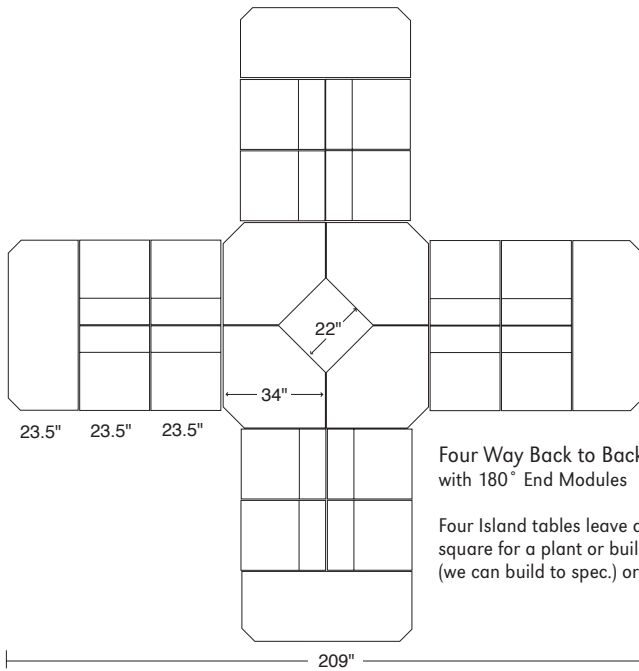 22"
34"
23.5" 23.5" 23.5"
Four Way Back to Back
with 180° End Modules
Four Island tables leave
square for a plant or
(we can build to spec.) or
209"